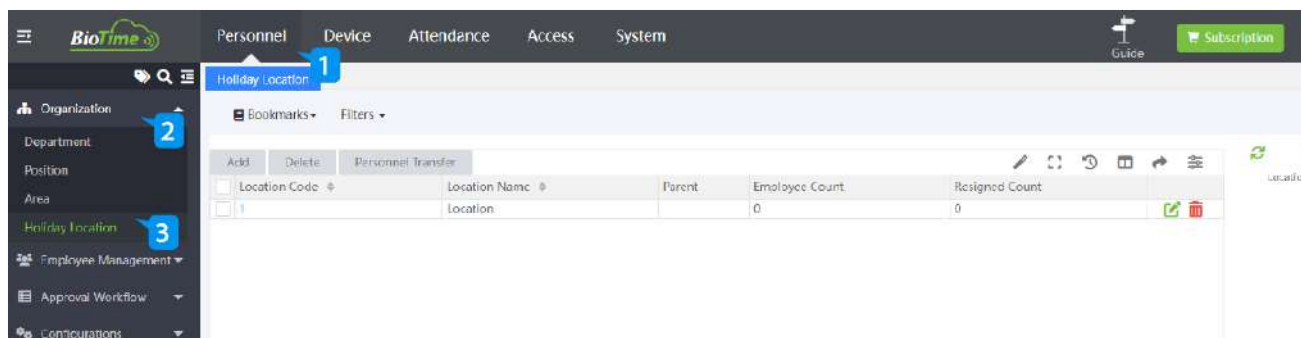 BioTime Personnel Device Attendance Access System Guide Subscription
1
Holiday Location
Organization
2
Bookmarks Filters
Department
Position
Area
Holiday Location
3
Employee Management
Approval Workflow
Configurations
Add Delete Personnel Transfer
Location Code Location Name Parent Employee Count Resigned Count
1 Location 0 0